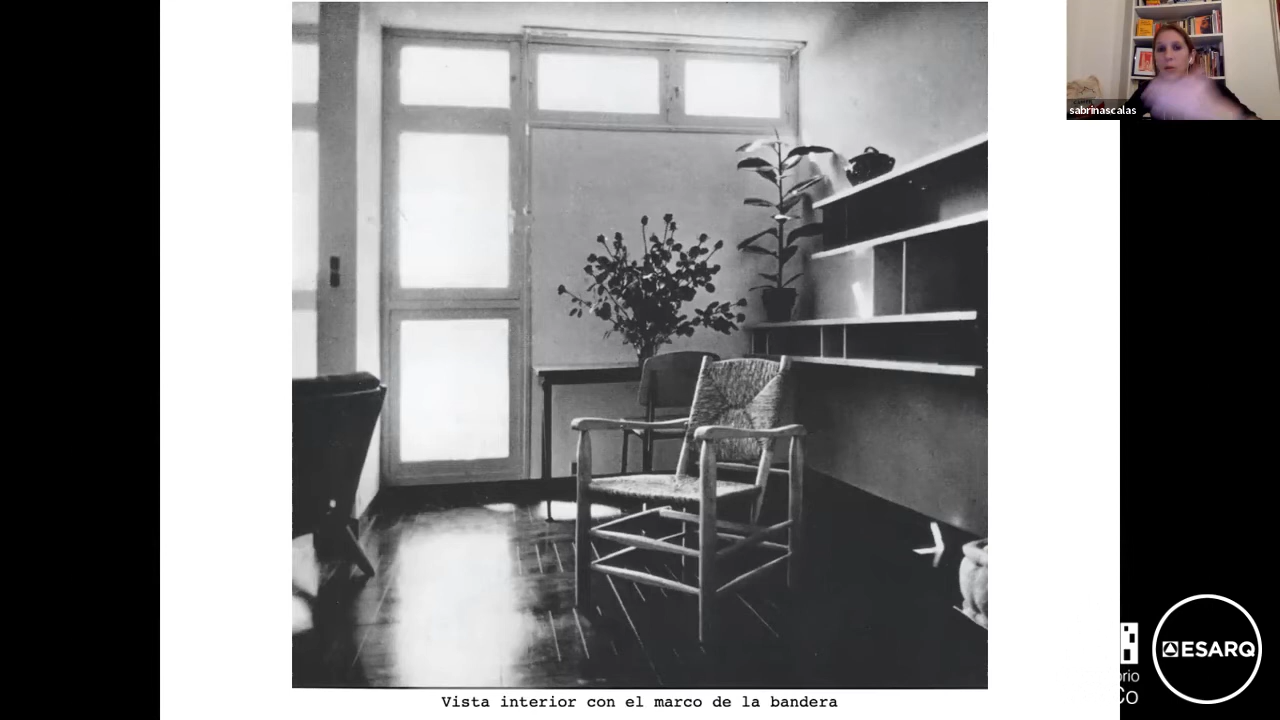 sabrinascalas
ESARQ
Vista interior con el marco de la bandera